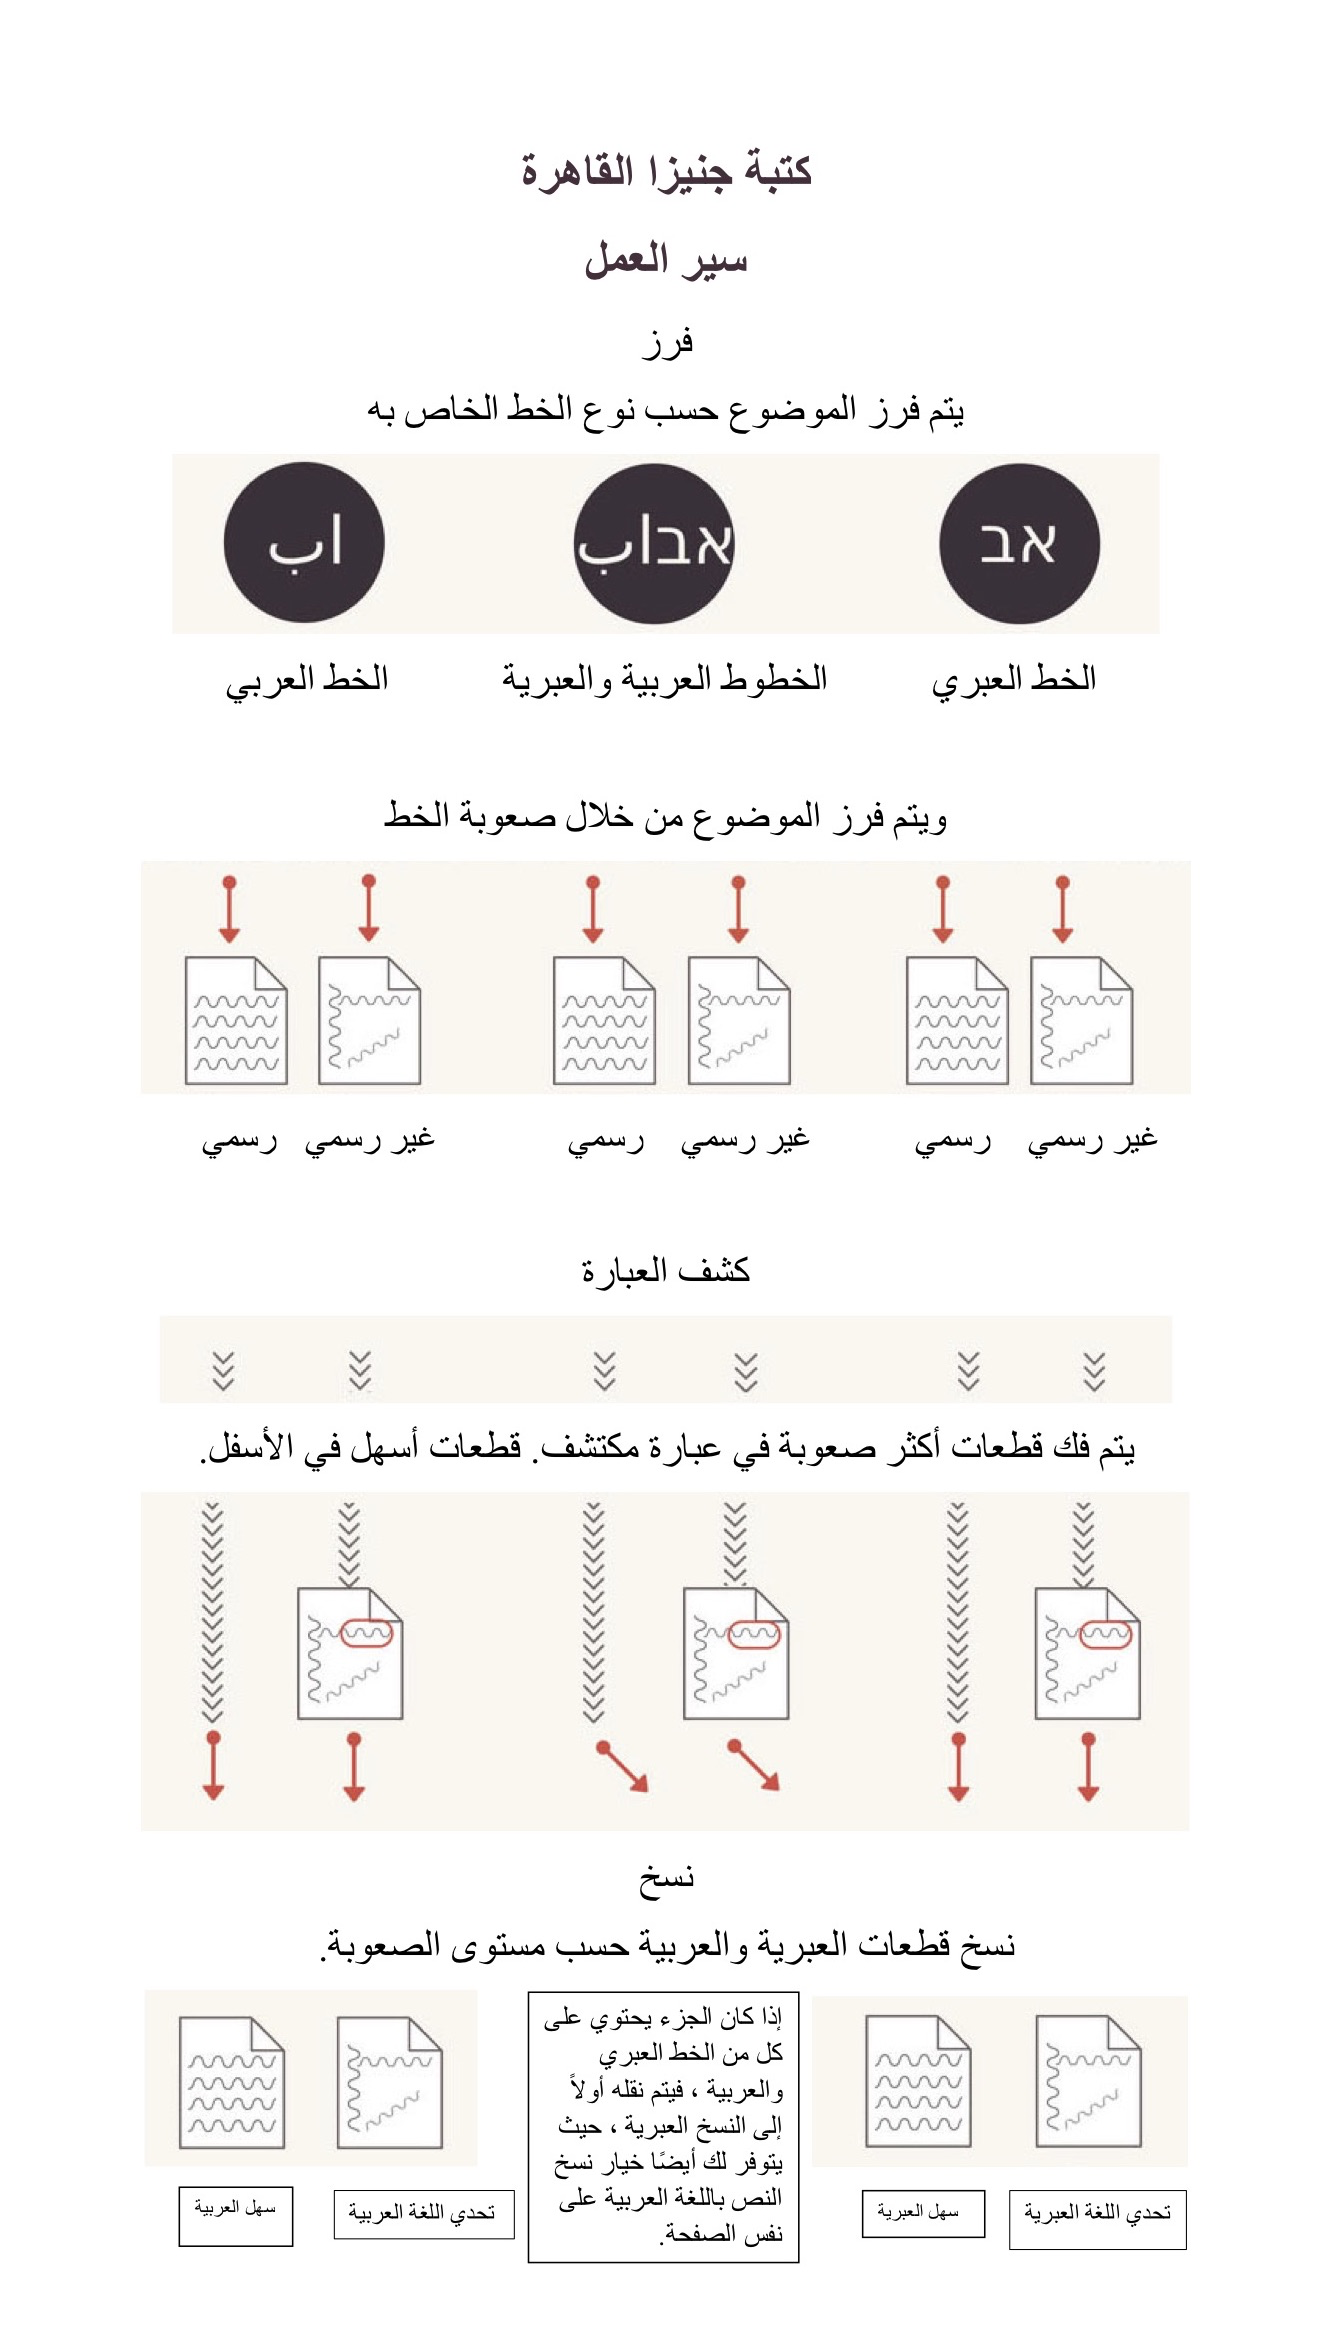 كتبة جنيزا القاهرة
سير العمل
فرز
يتم فرز الموضوع حسب نوع الخط الخاص به
אב
אבاب
اب
الخط العبري
الخطوط العربية والعبرية
الخط العربي
ويتم فرز الموضوع من خلال صعوبة الخط
غير رسمي
رسمي
غير رسمي
رسمي
غير رسمي
رسمي
كشف العبارة
يتم فك قطعات أكثر صعوبة في عبارة مكتشف. قطعات أسهل في الأسفل.
نسخ
نسخ قطعات العبرية والعربية حسب مستوى الصعوبة.
تحدي اللغة العبرية
سهل العبرية
إذا كان الجزء يحتوي على
كل من الخط العبري
والعربية ، فيتم نقله أولاً
إلى النسخ العبرية ، حيث
يتوفر لك أيضًا خيار نسخ
النص باللغة العربية على
نفس الصفحة.
تحدي اللغة العربية
سهل العربية